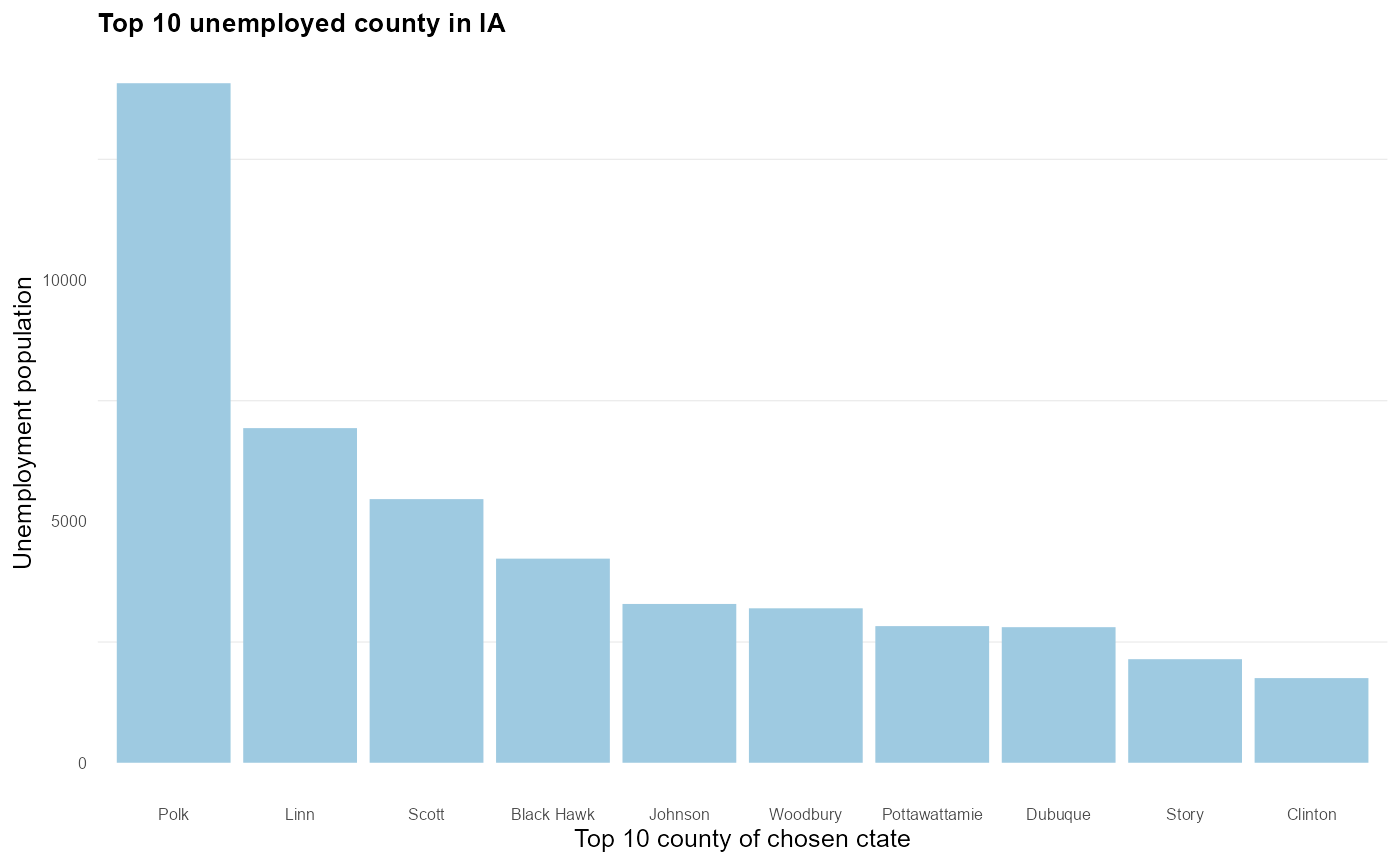 Top 10 unemployed county in IA
Unemployment population
10000
5000
0
Polk Linn Scott Black Hawk Johnson Woodbury Pottawattamie Dubuque Story Clinton
Top 10 county of chosen ctate